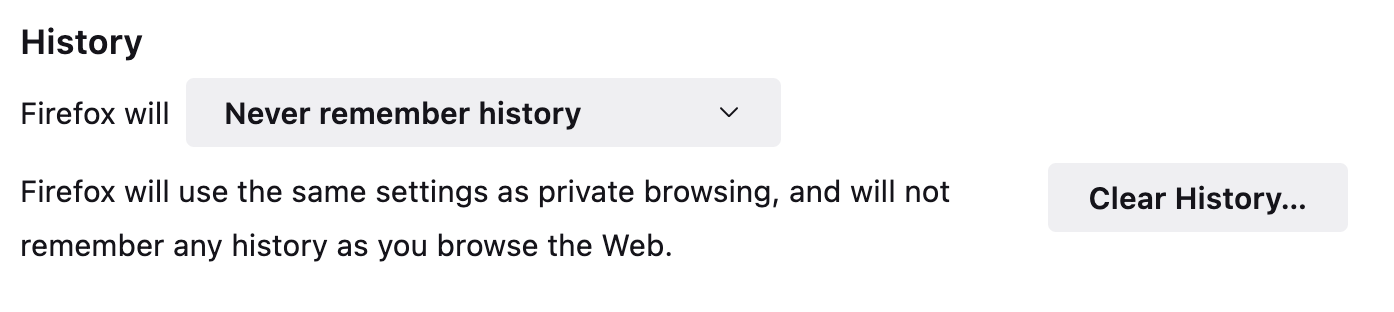 History
Firefox will Never remember history
Firefox will use the same settings as private browsing, and will not
remember any history as you browse the Web.
Clear History...